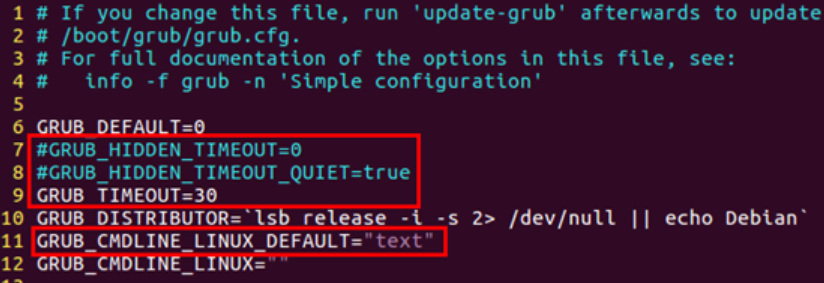 1 # If you change this file, run 'update-grub' afterwards to update
2 # /boot/grub/grub.cfg.
3 # For full documentation of the options in this file, see:
4 #   info -f grub -n 'Simple configuration'
5
6 GRUB_DEFAULT=0
7 #GRUB_HIDDEN_TIMEOUT=0
8 #GRUB_HIDDEN_TIMEOUT_QUIET=true
9 GRUB_TIMEOUT=30
10 GRUB_DISTRIBUTOR=`lsb_release -i -s 2> /dev/null || echo Debian`
11 GRUB_CMDLINE_LINUX_DEFAULT="text"
12 GRUB_CMDLINE_LINUX=""